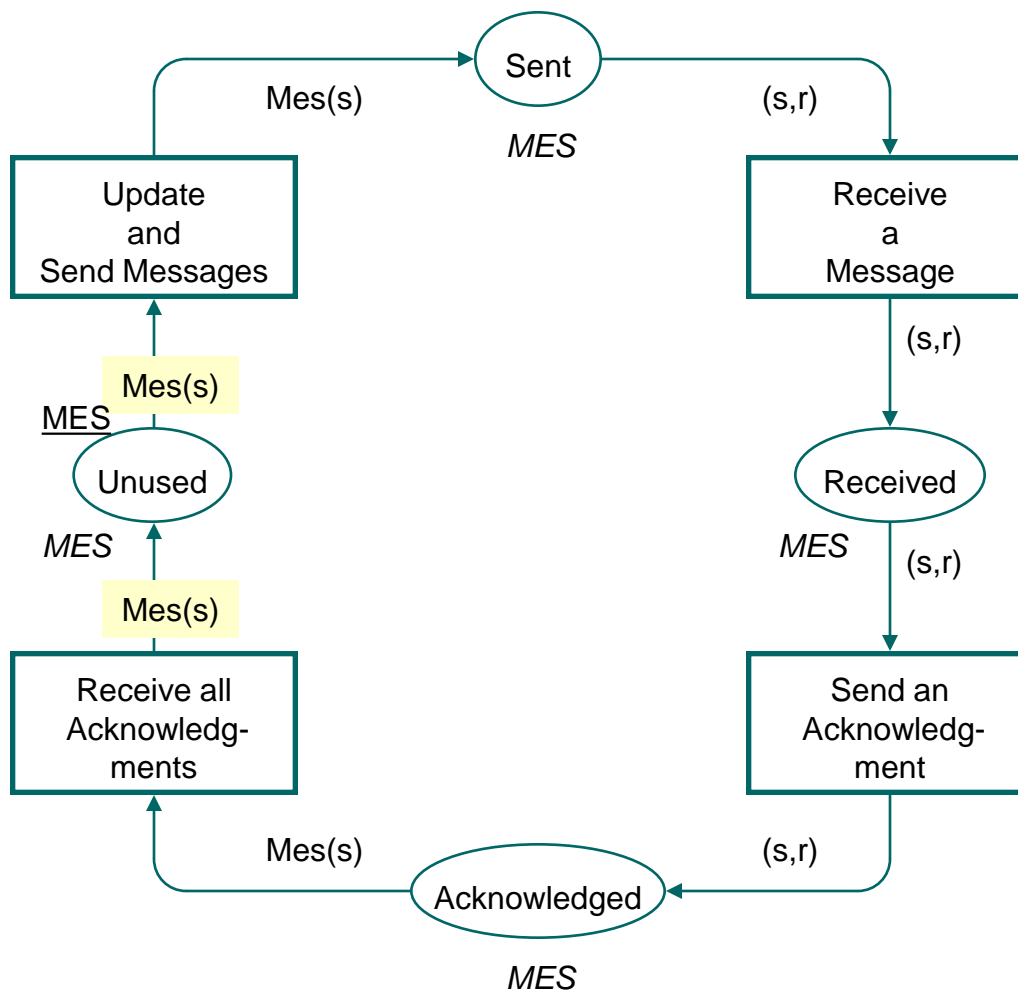 Sent
Mes(s)
(s,r)
MES
Update
and
Send Messages
Receive
a
Message
(s,r)
Mes(s)
MES
Unused
Received
MES
MES
(s,r)
Mes(s)
Receive all
Acknowledg-
ments
Send an
Acknowledg-
ment
Mes(s)
(s,r)
Acknowledged
MES